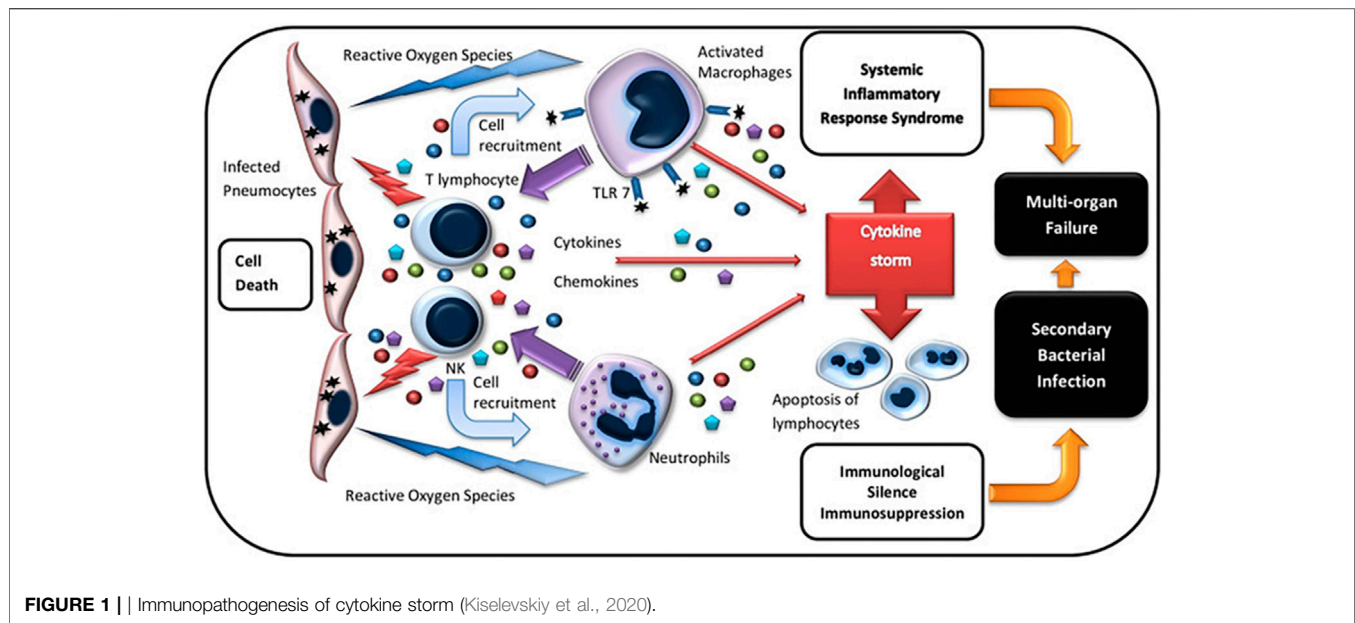 Reactive Oxygen Species
Activated
Macrophages
Cell
recruitment
Infected
Pneumocytes
T lymphocyte
TLR 7
Cell
Death
Cytokines
Chemokines
NK
Cell
recruitment
Neutrophils
Reactive Oxygen Species
Systemic
Inflammatory
Response Syndrome
Cytokine
storm
Apoptosis of
lymphocytes
Immunological
Silence
Immunosuppression
Multi-organ
Failure
Secondary
Bacterial
Infection
FIGURE 1 | | Immunopathogenesis of cytokine storm (Kiselevskiy et al., 2020).